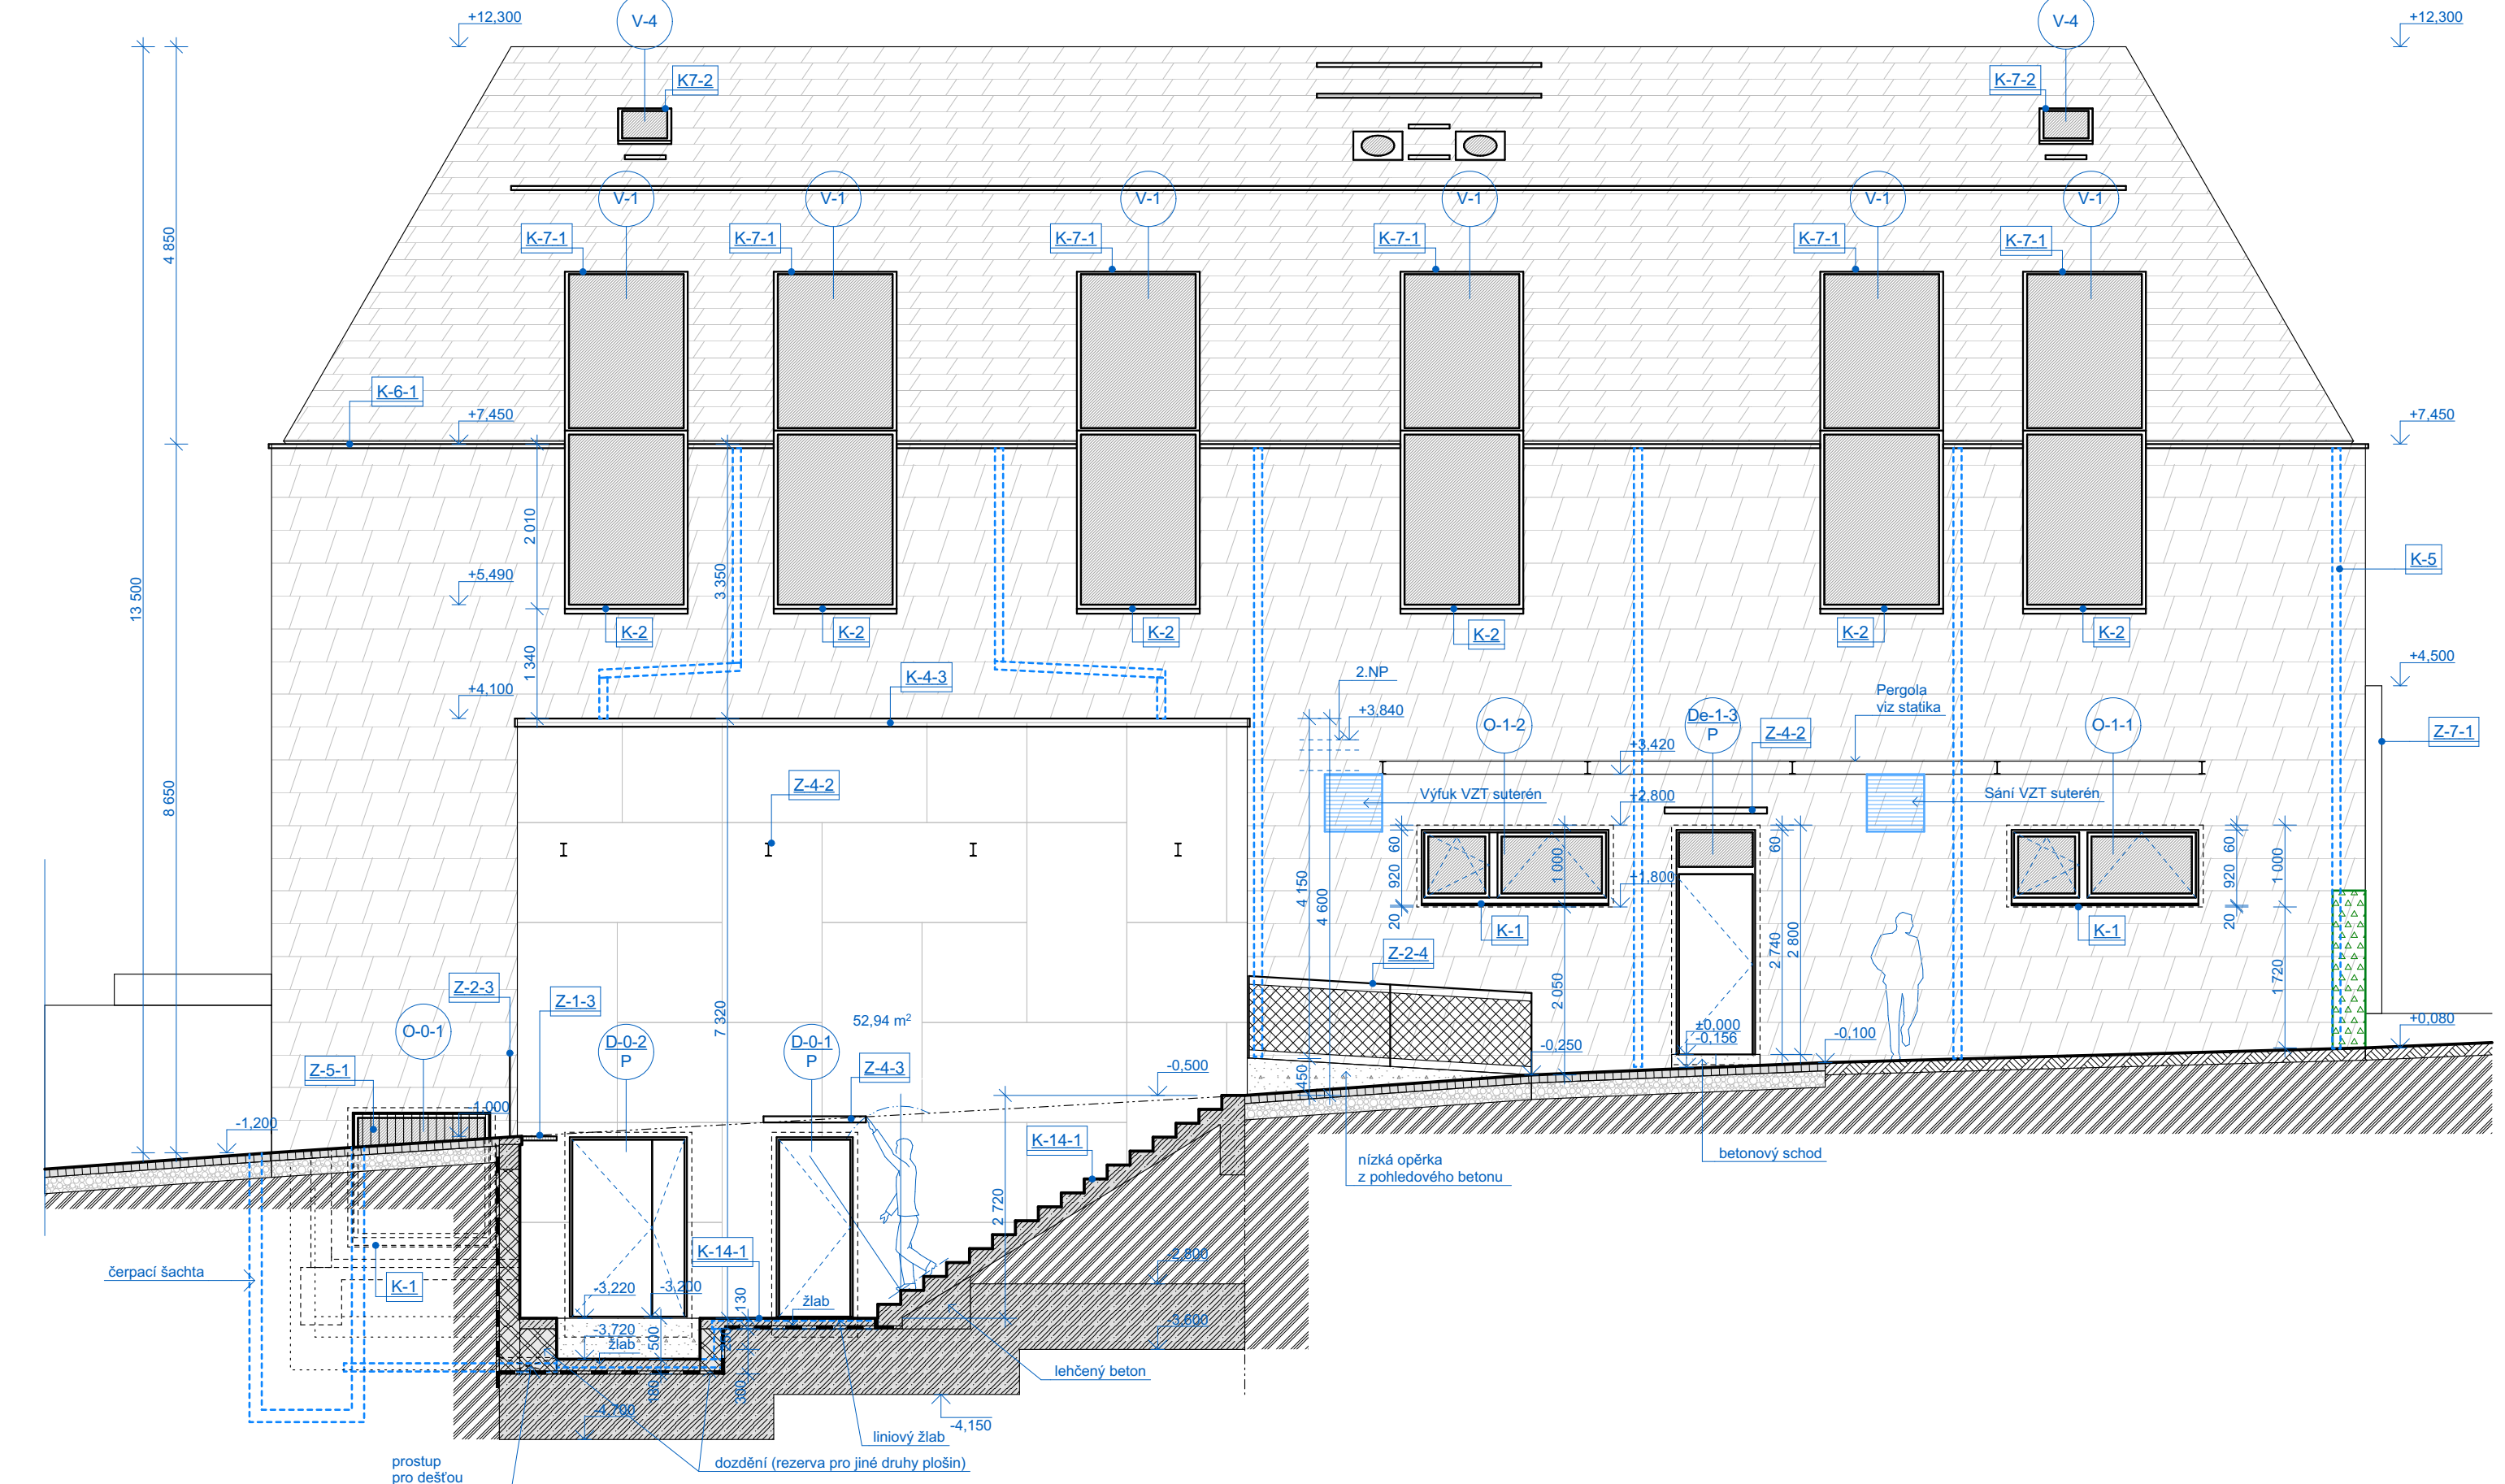 +12,300
V-4
V-4
+12,300
K7-2
K-7-2
V-1
V-1
V-1
V-1
V-1
V-1
K-7-1
K-7-1
K-7-1
K-7-1
K-7-1
K-7-1
4 850
K-6-1
+7,450
+7,450
2 010
3 350
13 500
+5,490
K-5
K-2
K-2
K-2
K-2
K-2
K-2
1 340
K-4-3
+4,100
2.NP
+3,840
+4,500
Pergola
viz statika
O-1-2
De-1-3
P
Z-4-2
O-1-1
Z-7-1
+3,420
8 650
Z-4-2
Výfuk VZT suterén
+2,800
Sání VZT suterén
60
1 000
60
60
1 000
920
920
4 150
4 600
+1,800
20
20
K-1
K-1
2 740
2 800
Z-2-4
2 050
1 720
Z-2-3
Z-1-3
52,94 m²
7 320
O-0-1
D-0-2
P
D-0-1
P
±0,000
-0,156
-0,100
+0,080
-0,250
Z-5-1
Z-4-3
-0,500
450
-1,000
-1,200
K-14-1
nízká opěrka
z pohledového betonu
betonový schod
2 720
K-14-1
čerpací šachta
K-1
-2,800
-3,220
-3,200
130
žlab
-3,720
žlab
500
-3,600
180
300
lehčený beton
-4,700
-4,150
liniový žlab
dozdění (rezerva pro jiné druhy plošin)
prostup
pro dešťou